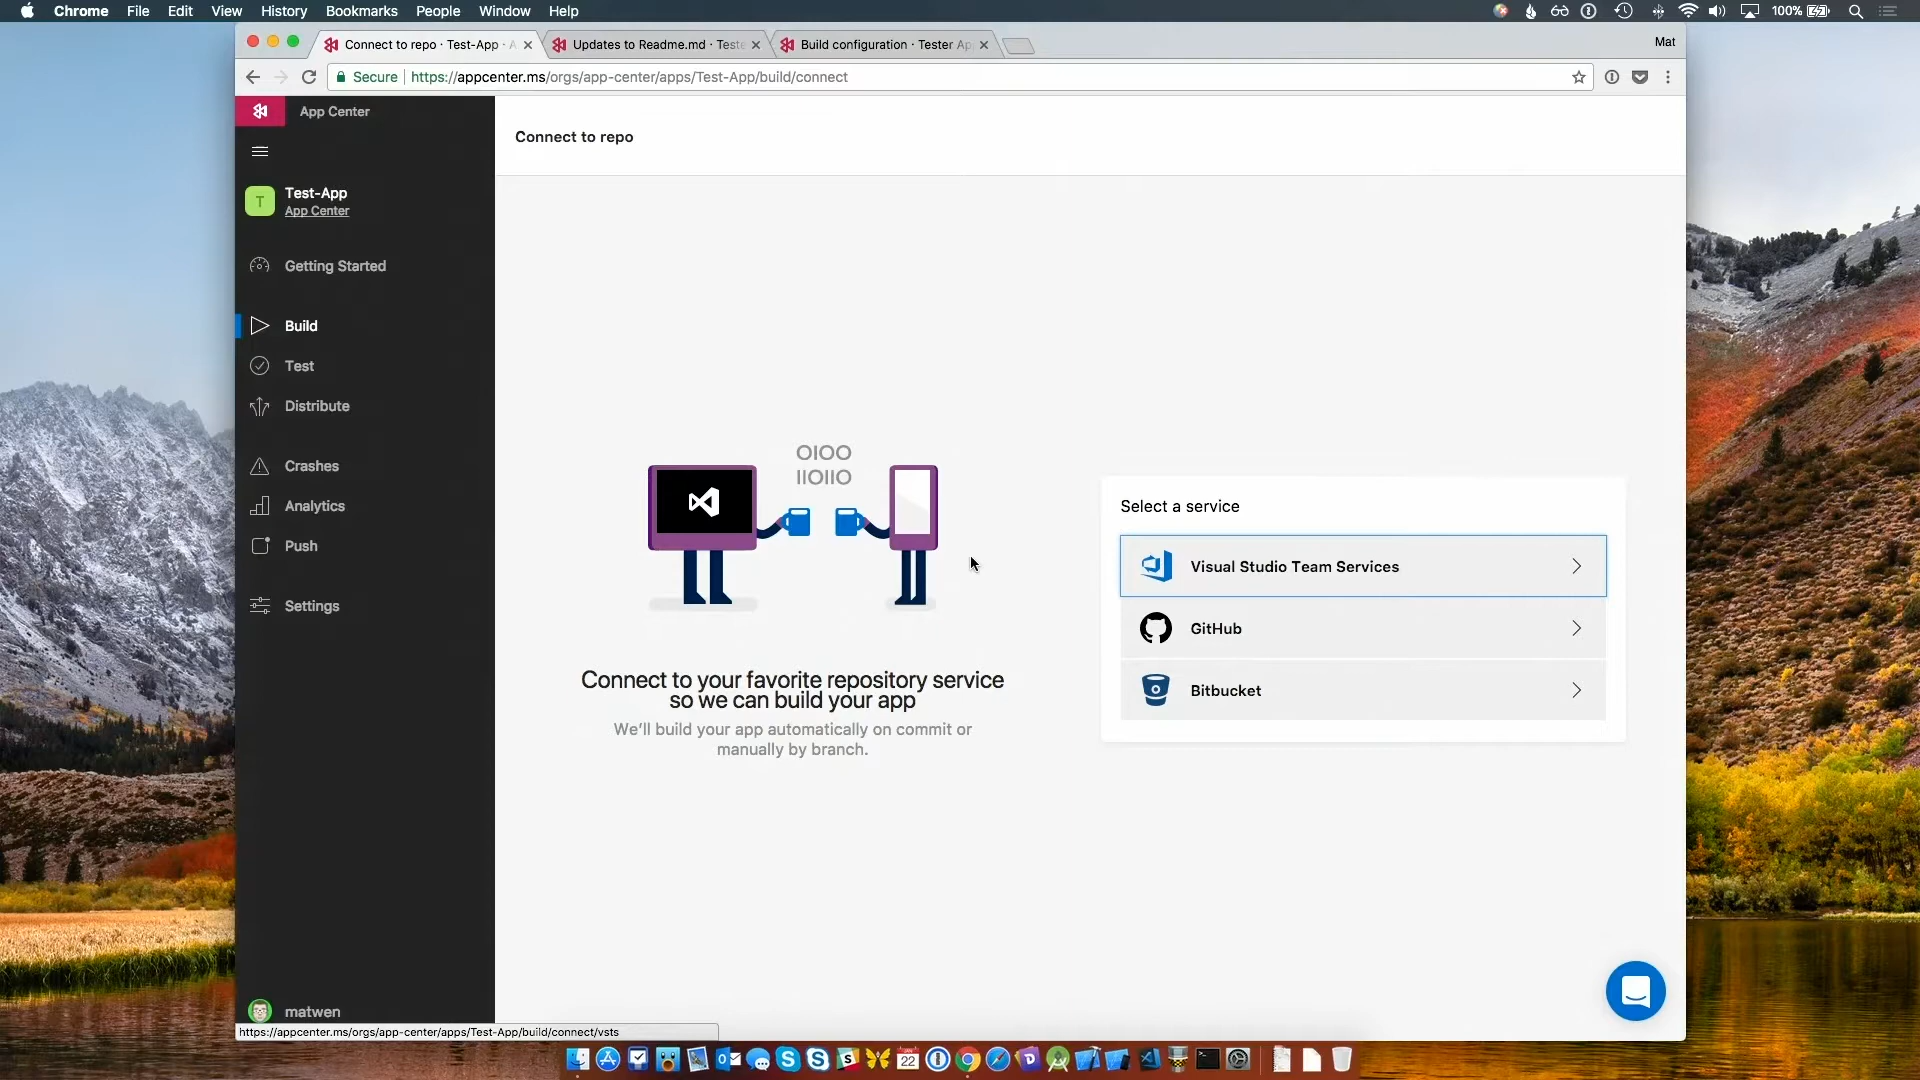 Chrome File Edit View History Bookmarks People Window Help
100%
Connect to repo · Test-App · A
Updates to Readme.md · Teste
Build configuration · Tester Ap
Mat
Secure
https://appcenter.ms/orgs/app-center/apps/Test-App/build/connect
App Center
Connect to repo
T
Test-App
App Center
Getting Started
Build
Test
Distribute
Crashes
Analytics
Push
Settings
OIOO
IIOIIO
Connect to your favorite repository service
so we can build your app
We'll build your app automatically on commit or
manually by branch.
Select a service
Visual Studio Team Services
GitHub
Bitbucket
matwen
https://appcenter.ms/orgs/app-center/apps/Test-App/build/connect/vsts
22